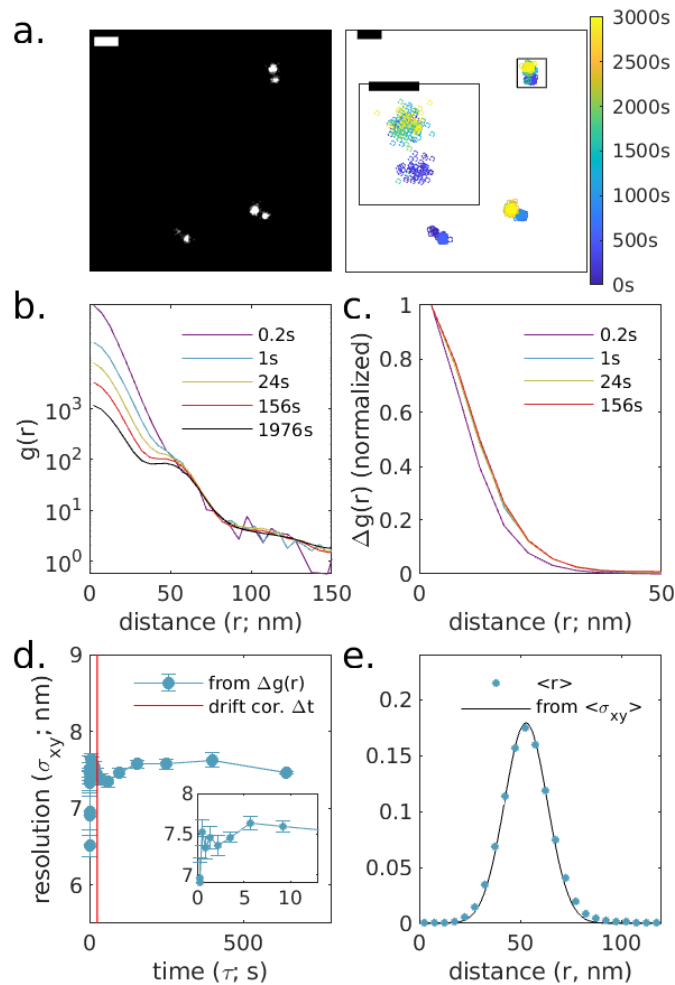 a.
3000s
2500s
2000s
1500s
1000s
500s
0s
b.
g(r)
10³
10²
10¹
10⁰
0.2s
1s
24s
156s
1976s
0 50 100 150
distance (r; nm)
c.
Δg(r) (normalized)
1
0.8
0.6
0.4
0.2
0
0.2s
1s
24s
156s
0 50
distance (r; nm)
d.
resolution (σxy; nm)
9
8
7
6
from Δg(r)
drift cor. Δt
8
7.5
7
0 5 10
0 500
time (τ; s)
e.
0.2
0.15
0.1
0.05
0
<r>
from <σxy>
0 50 100
distance (r, nm)